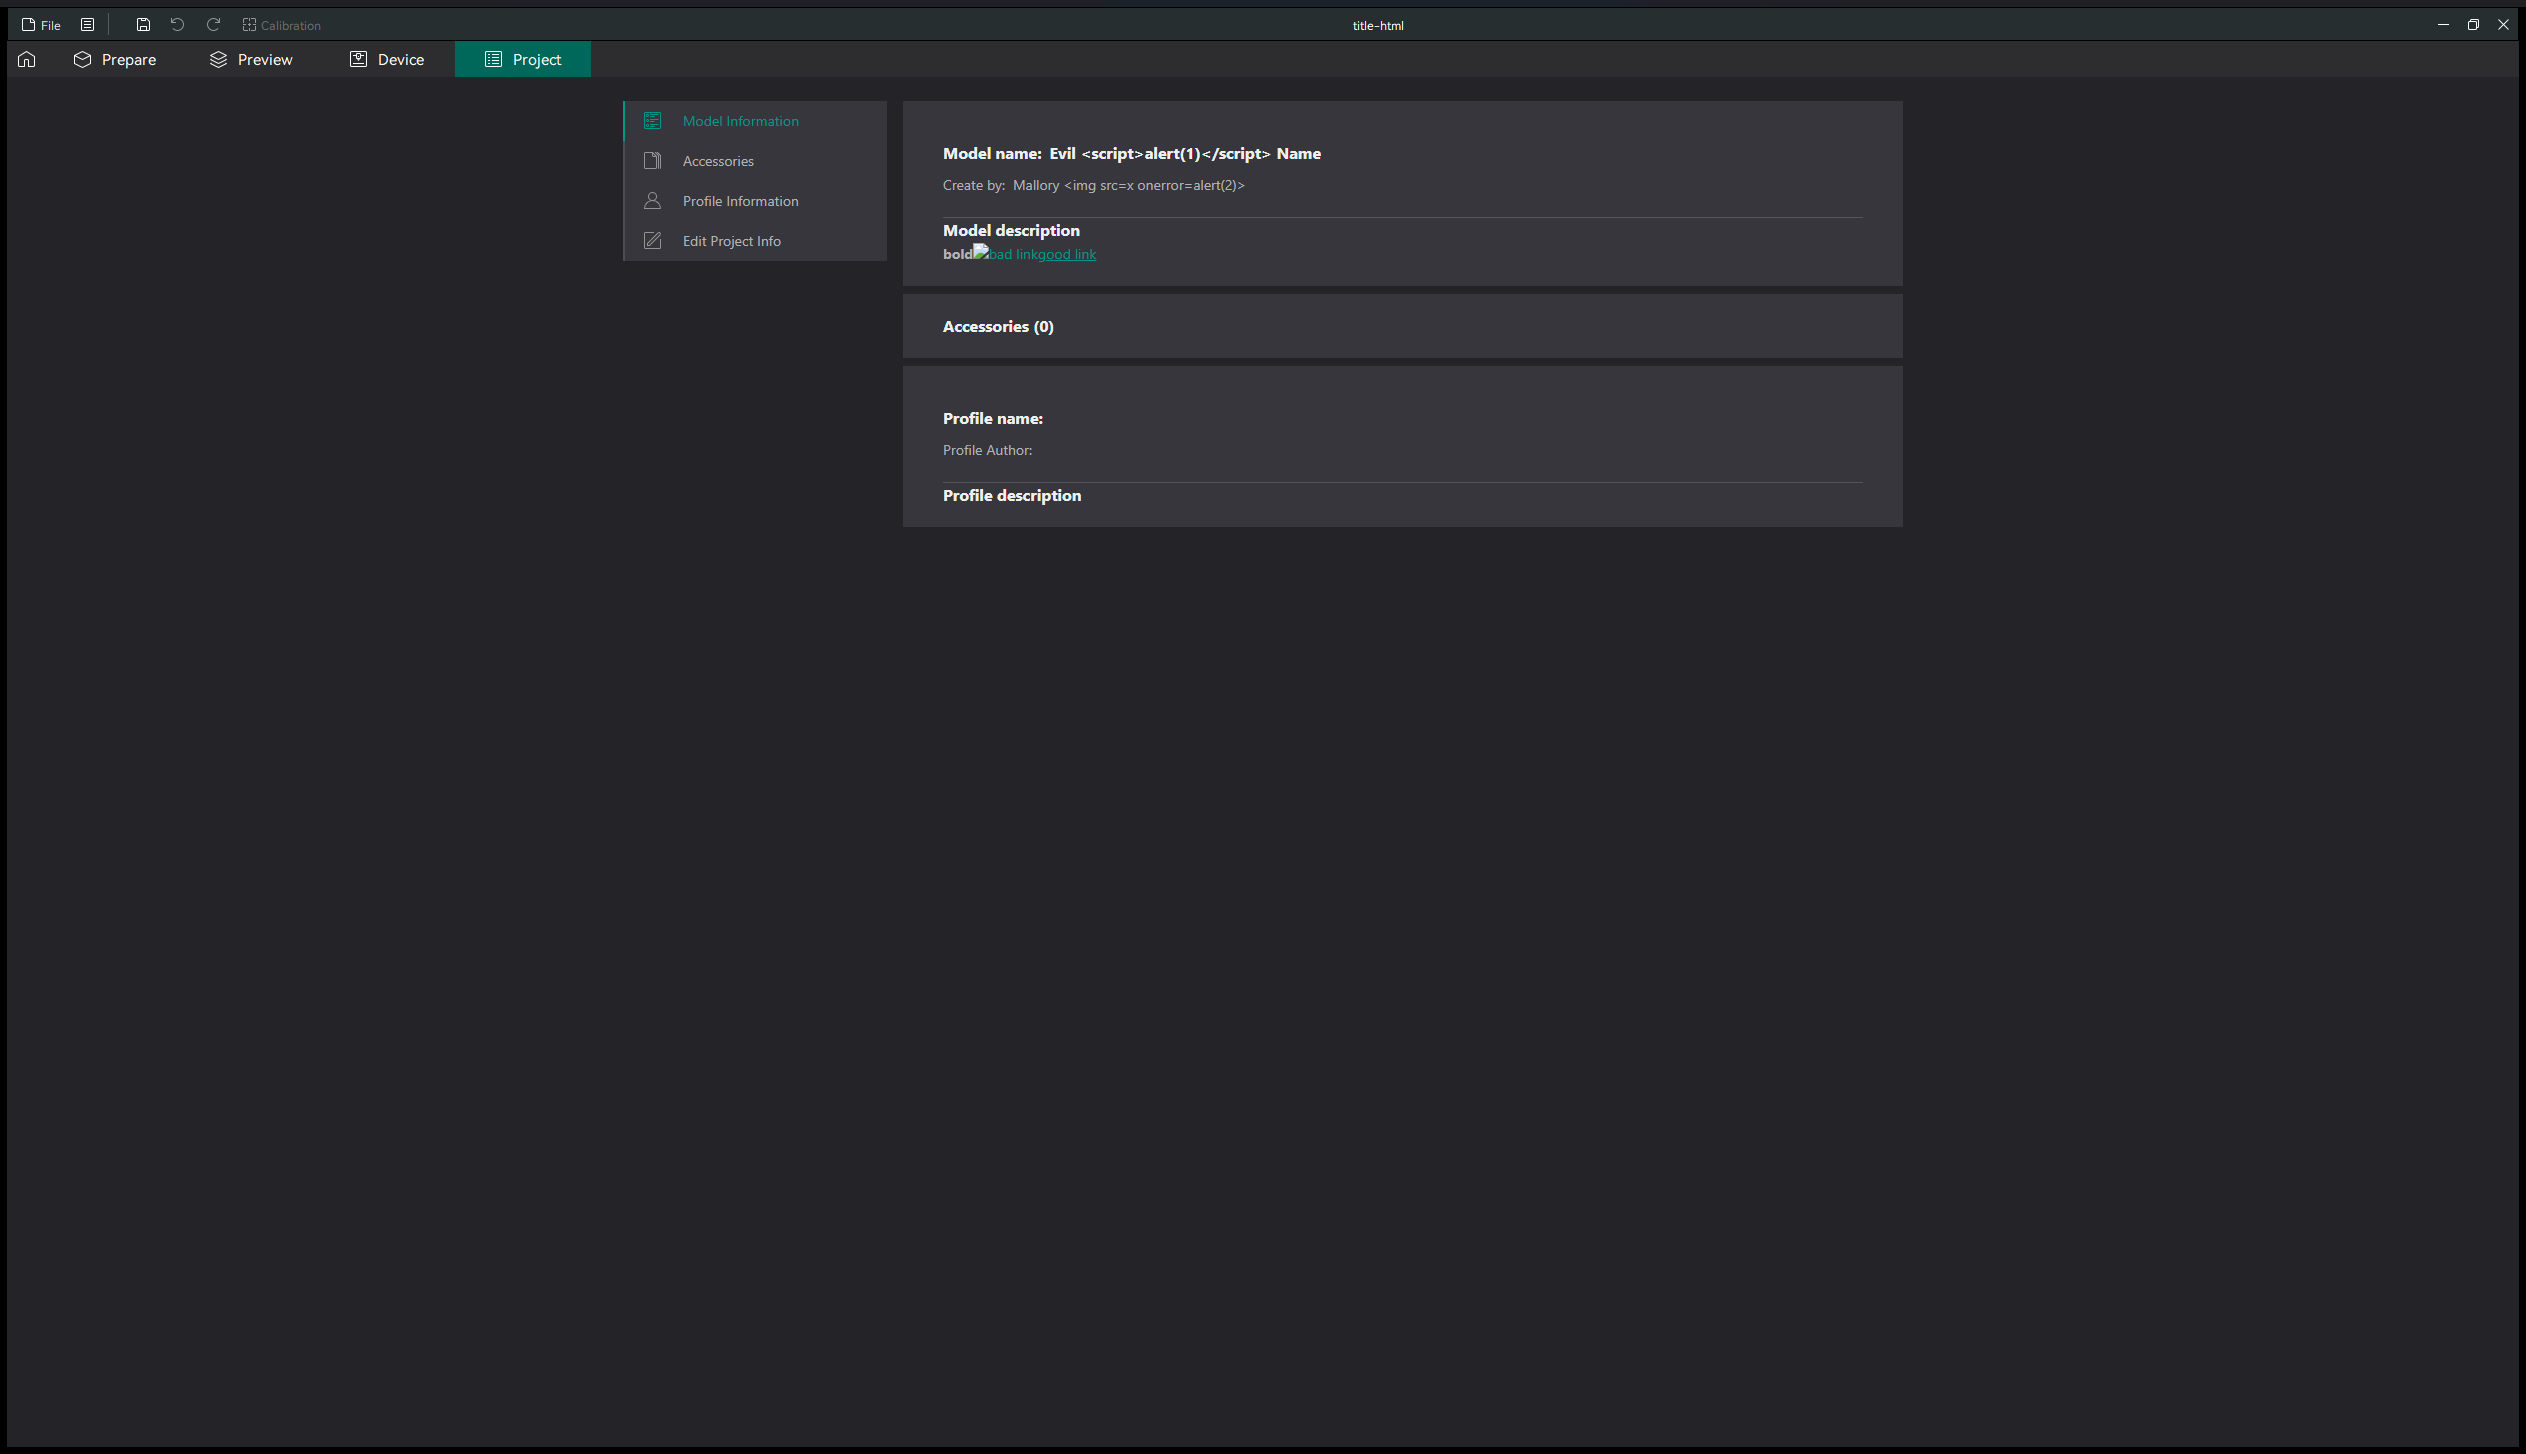 File Calibration title-html
Prepare Preview Device Project
Model Information
Accessories
Profile Information
Edit Project Info
Model name: Evil <script>alert(1)</script> Name
Create by: Mallory <img src=x onerror=alert(2)>
Model description
boldbad linkgood link
Accessories (0)
Profile name:
Profile Author:
Profile description